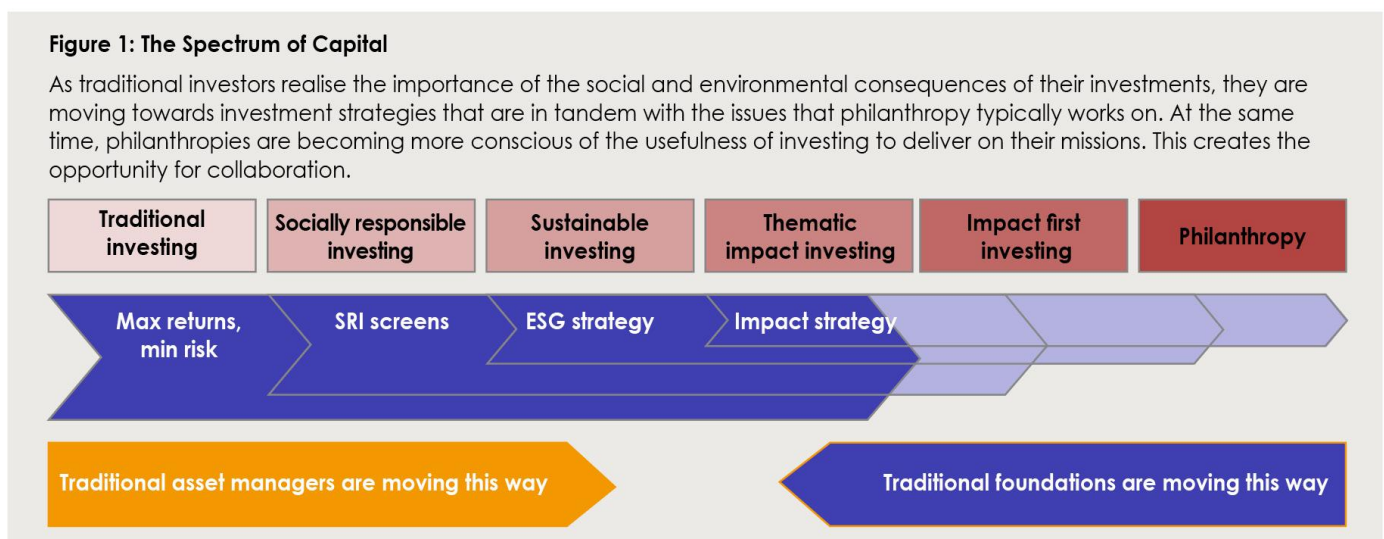 Figure 1: The Spectrum of Capital
As traditional investors realise the importance of the social and environmental consequences of their investments, they are
moving towards investment strategies that are in tandem with the issues that philanthropy typically works on. At the same
time, philanthropies are becoming more conscious of the usefulness of investing to deliver on their missions. This creates the
opportunity for collaboration.
Traditional
investing
Socially responsible
investing
Sustainable
investing
Thematic
impact investing
Impact first
investing
Philanthropy
Max returns,
min risk
SRI screens
ESG strategy
Impact strategy
Traditional asset managers are moving this way
Traditional foundations are moving this way